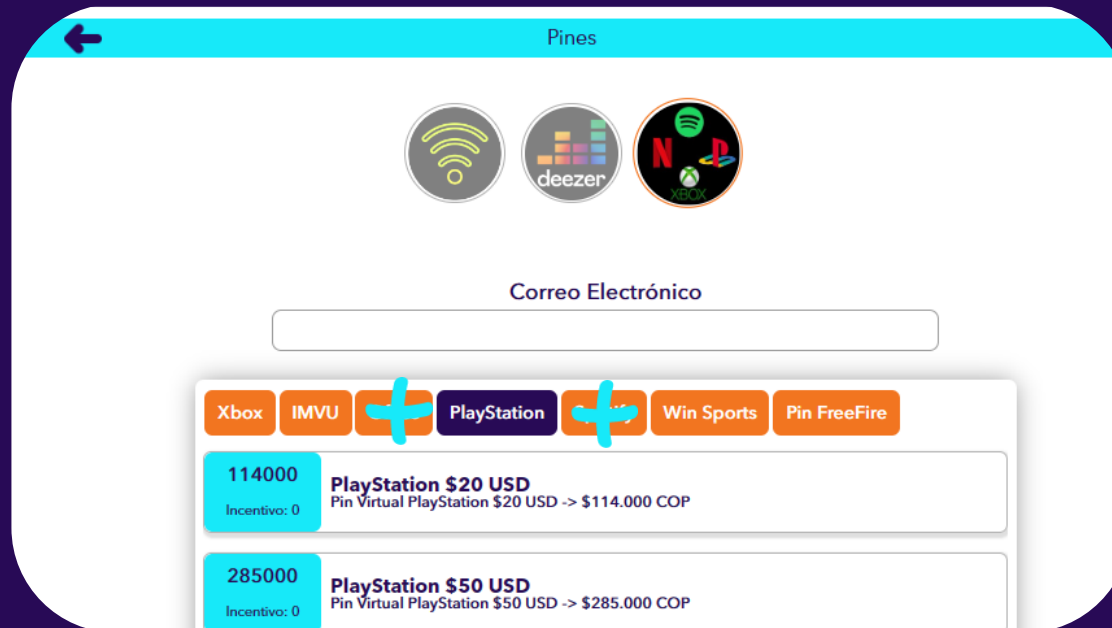 Pines
deezer
N
XBOX
Correo Electrónico
Xbox IMVU PlayStation Win Sports Pin FreeFire
114000
Incentivo: 0
PlayStation $20 USD
Pin Virtual PlayStation $20 USD -> $114.000 COP
285000
Incentivo: 0
PlayStation $50 USD
Pin Virtual PlayStation $50 USD -> $285.000 COP